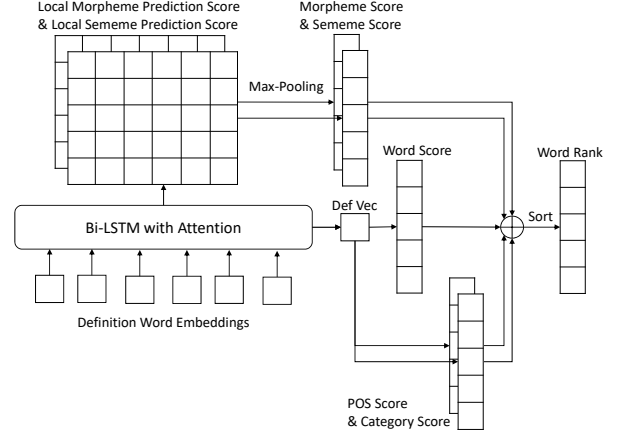 Local Morpheme Prediction Score
& Local Sememe Prediction Score
Morpheme Score
& Sememe Score
Max-Pooling
Word Score
Word Rank
Def Vec
Sort
Bi-LSTM with Attention
Definition Word Embeddings
POS Score
& Category Score